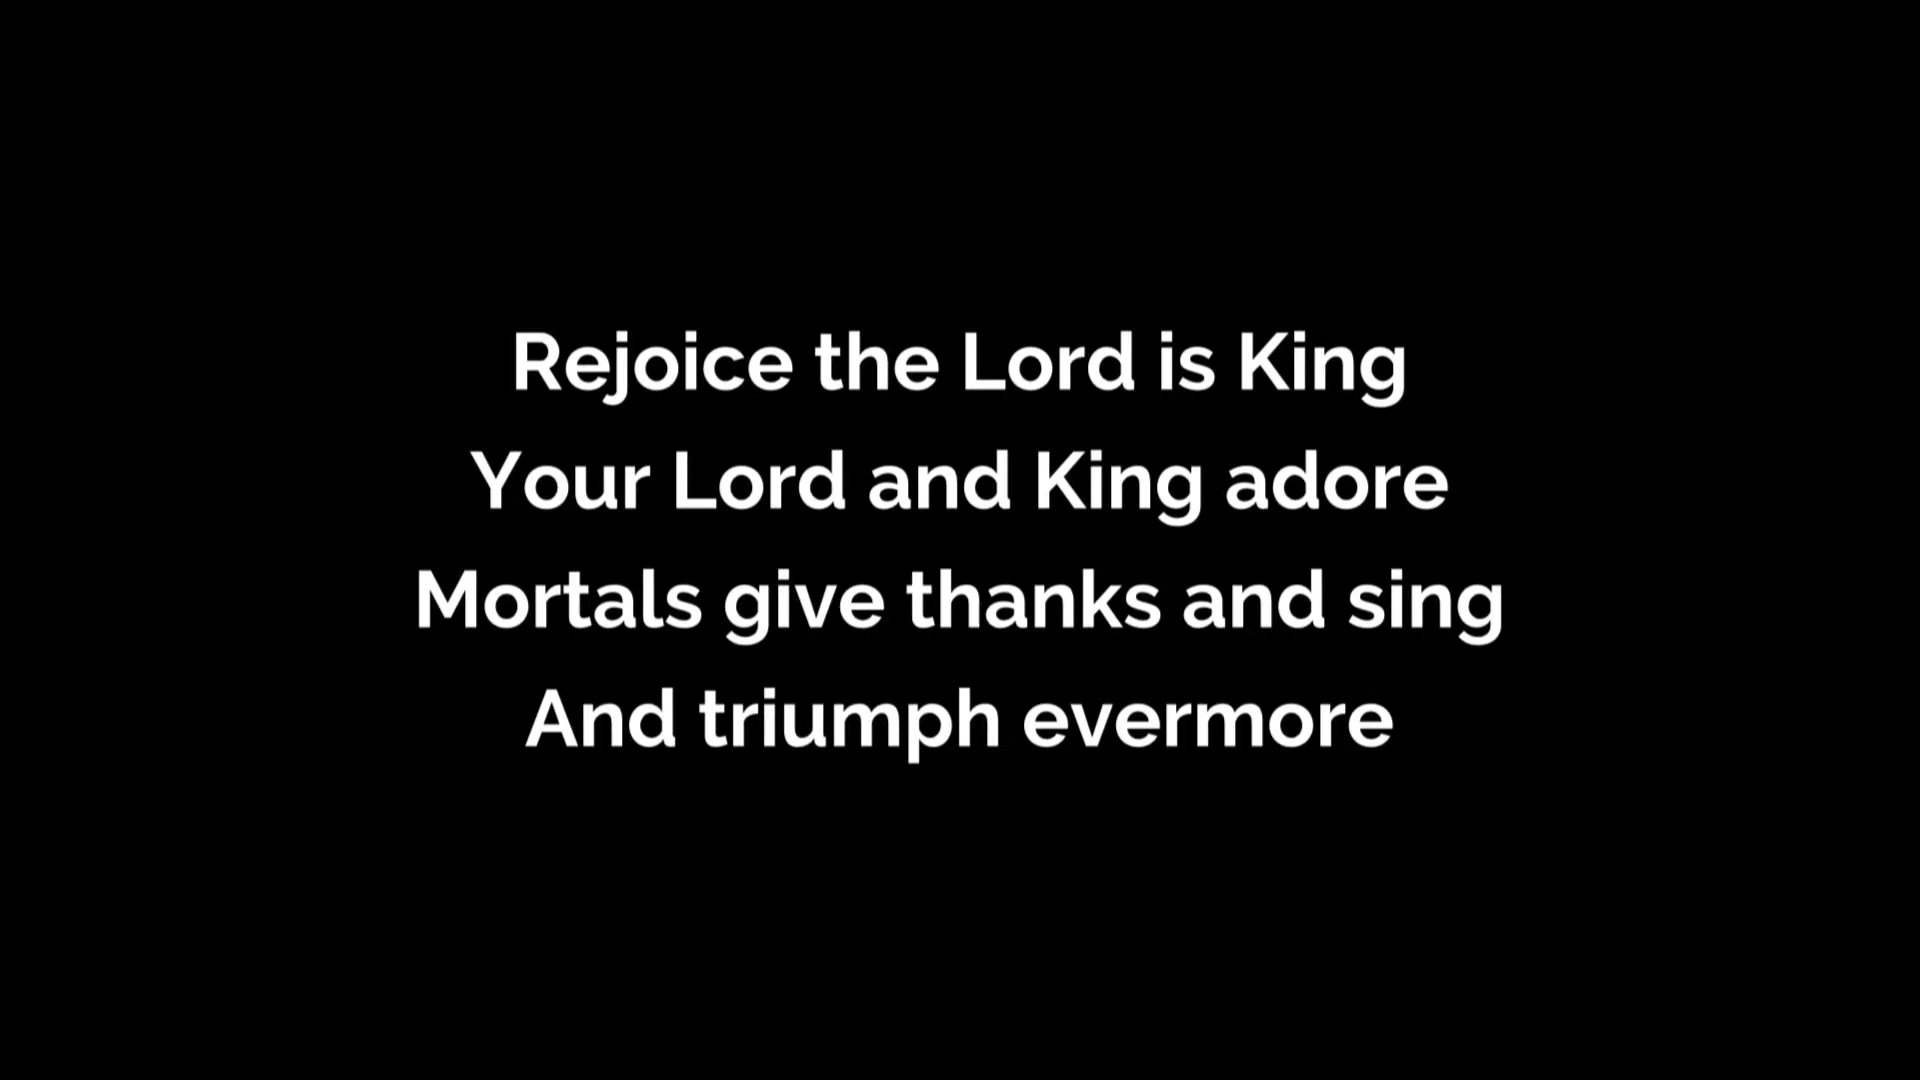 Rejoice the Lord is King
Your Lord and King adore
Mortals give thanks and sing
And triumph evermore